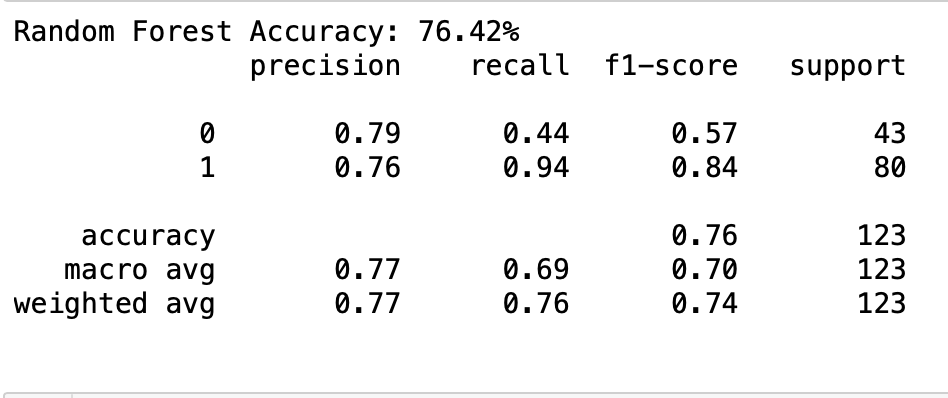 Random Forest Accuracy: 76.42%
precision recall f1-score support
0 0.79 0.44 0.57 43
1 0.76 0.94 0.84 80
accuracy 0.76 123
macro avg 0.77 0.69 0.70 123
weighted avg 0.77 0.76 0.74 123